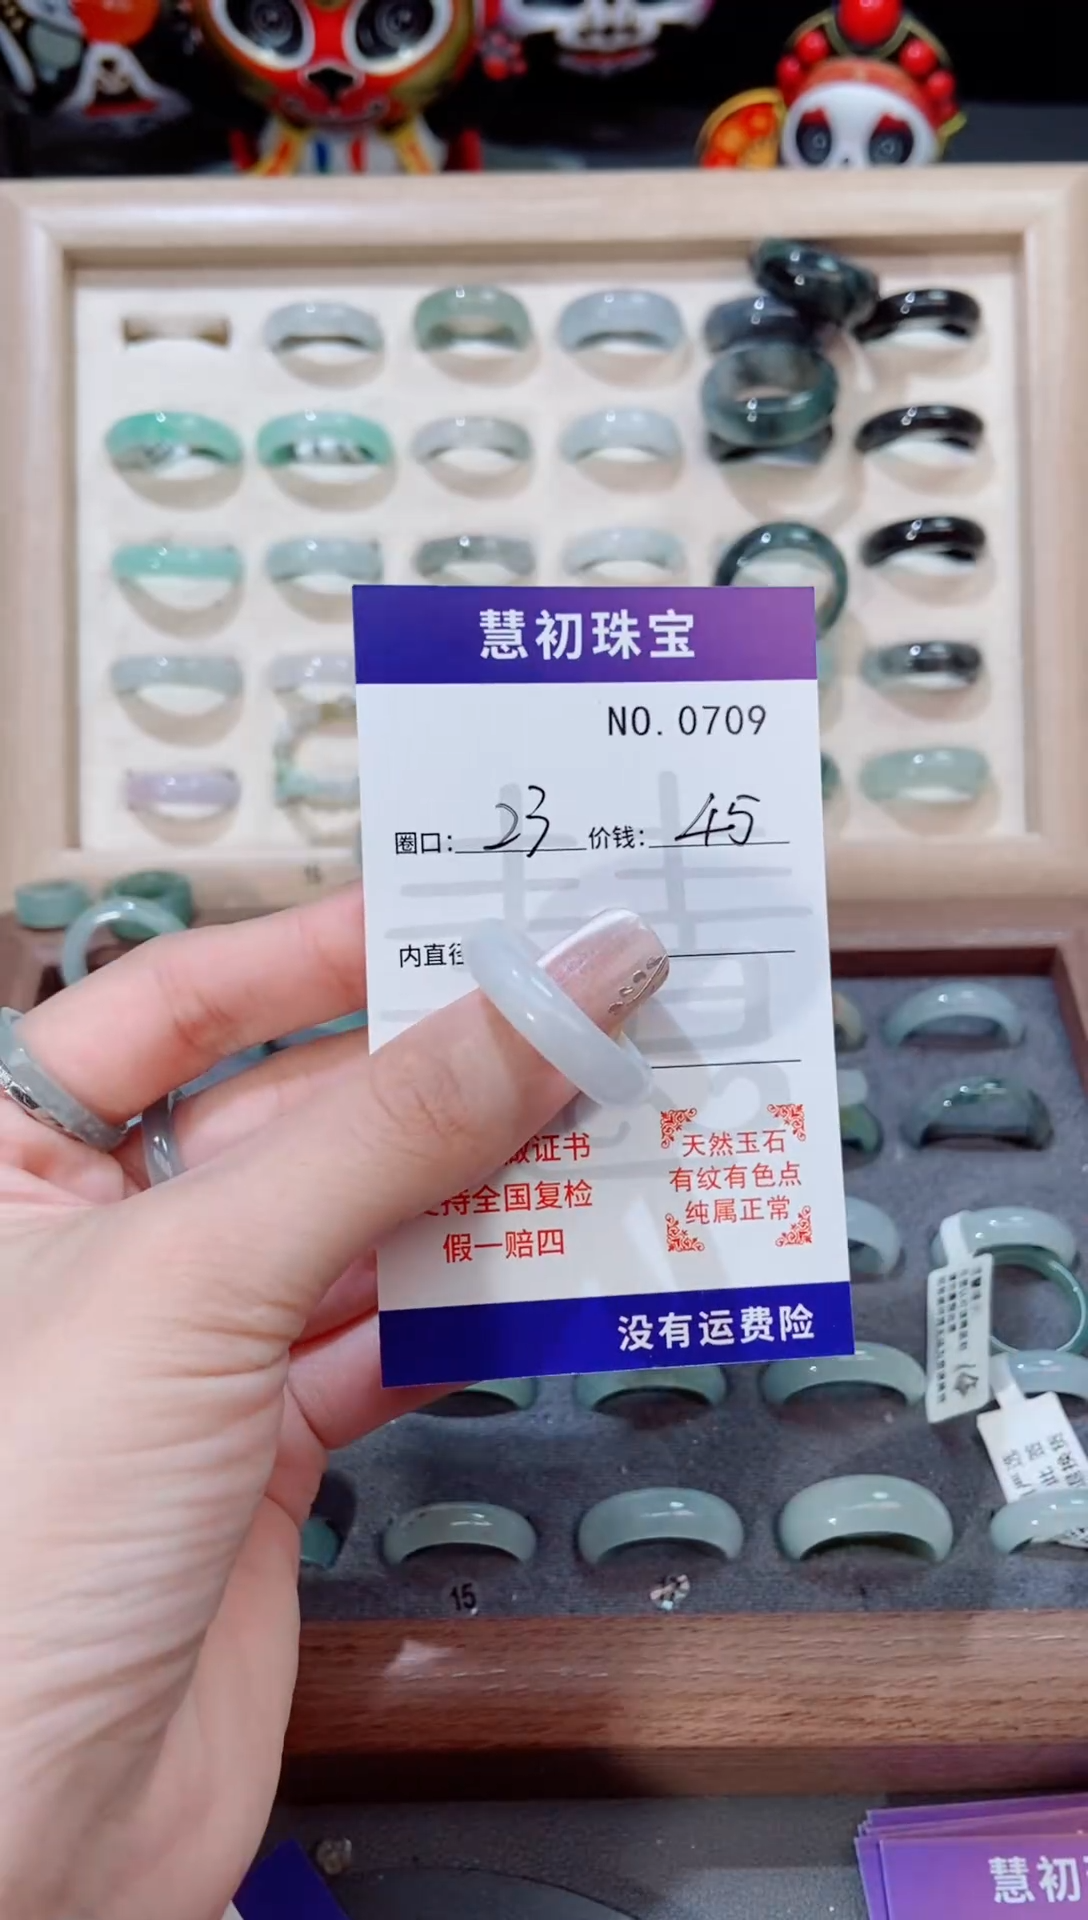 慧初珠宝
NO. 0709
圈口: 23 价钱: 45
内直径
证书
持全国复检
假一赔四
天然玉石
有纹有色点
纯属正常
没有运费险
15
慧初